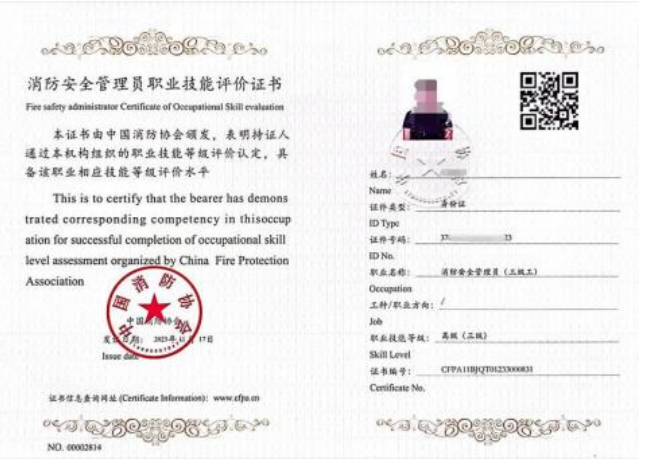 消防安全管理员职业技能评价证书
Fire safety administrator Certificate of Occupational Skill evaluation
本证书由中国消防协会颁发，表明持证人
通过本机构组织的职业技能等级评价认定，具
备该职业相应技能等级评价水平
This is to certify that the bearer has demons
trated corresponding competency in thisoccup
ation for successful completion of occupational skill
level assessment organized by China Fire Protection
Association
中国消防协会
中国消防协会
发证日期： 2023年 11月 17日
Issue date
证书信息查询网址 (Certificate Information)： www.cfpa.cn
NO. 00002814
姓名：
Name
证件类型： 身份证
ID Type
证件号码： 37 23
ID No.
职业名称： 消防安全管理员（三级工）
Occupation
工种/职业方向： /
Job
职业技能等级： 高级（三级）
Skill Level
证书编号： CFPA11BJQT01233000831
Certificate No.